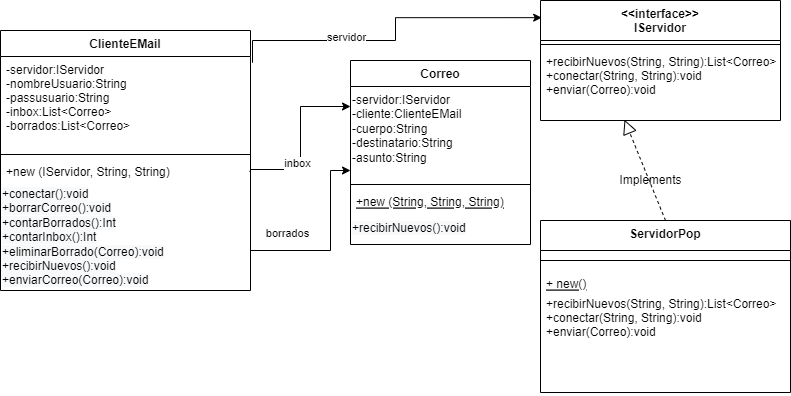 ClienteEMail
-servidor:IServidor
-nombreUsuario:String
-passusuario:String
-inbox:List<Correo>
-borrados:List<Correo>
+new (IServidor, String, String)
+conectar():void
+borrarCorreo():void
+contarBorrados():Int
+contarInbox():Int
+eliminarBorrado(Correo):void
+recibirNuevos():void
+enviarCorreo(Correo):void
servidor
inbox
borrados
Correo
-servidor:IServidor
-cliente:ClienteEMail
-cuerpo:String
-destinatario:String
-asunto:String
+new (String, String, String)
+recibirNuevos():void
<<interface>>
IServidor
+recibirNuevos(String, String):List<Correo>
+conectar(String, String):void
+enviar(Correo):void
Implements
ServidorPop
+ new()
+recibirNuevos(String, String):List<Correo>
+conectar(String, String):void
+enviar(Correo):void